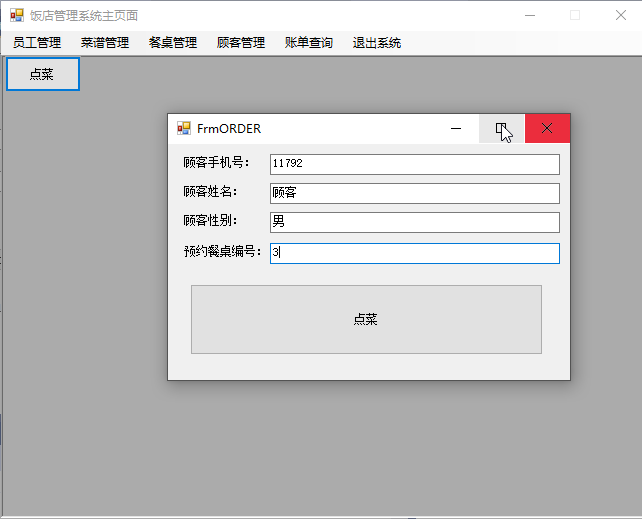 饭店管理系统主页面
员工管理 菜谱管理 餐桌管理 顾客管理 账单查询 退出系统
点菜
FrmORDER
顾客手机号： 11792
顾客姓名： 顾客
顾客性别： 男
预约餐桌编号： 3
点菜